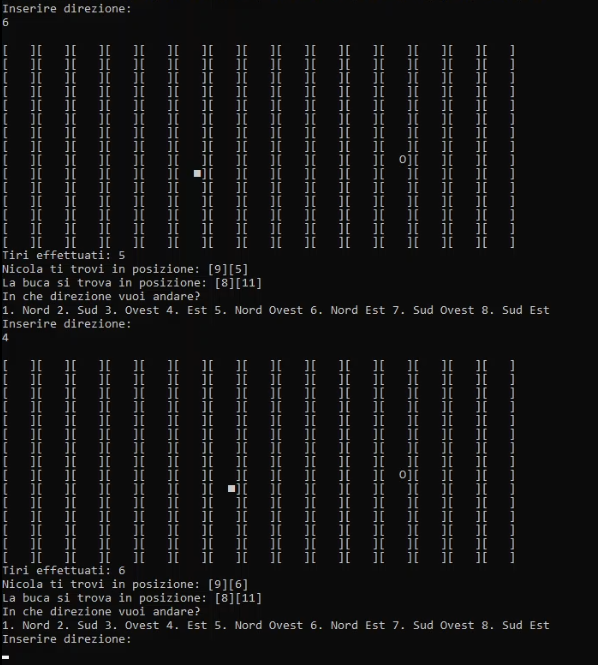 Inserire direzione:
6
[   ][   ][   ][   ][   ][   ][   ][   ][   ][   ][   ][   ][   ][   ][   ]
[   ][   ][   ][   ][   ][   ][   ][   ][   ][   ][   ][   ][   ][   ][   ]
[   ][   ][   ][   ][   ][   ][   ][   ][   ][   ][   ][   ][   ][   ][   ]
[   ][   ][   ][   ][   ][   ][   ][   ][   ][   ][   ][   ][   ][   ][   ]
[   ][   ][   ][   ][   ][   ][   ][   ][   ][   ][   ][   ][   ][   ][   ]
[   ][   ][   ][   ][   ][   ][   ][   ][   ][   ][   ][   ][   ][   ][   ]
[   ][   ][   ][   ][   ][   ][   ][   ][   ][   ][   ][   ][   ][   ][   ]
[   ][   ][   ][   ][   ][   ][   ][   ][   ][   ][   ][   ][   ][   ][   ]
[   ][   ][   ][   ][   ][   ][   ][   ][   ][   ][   ][  O][   ][   ][   ]
[   ][   ][   ][   ][   ][  ■][   ][   ][   ][   ][   ][   ][   ][   ][   ]
[   ][   ][   ][   ][   ][   ][   ][   ][   ][   ][   ][   ][   ][   ][   ]
[   ][   ][   ][   ][   ][   ][   ][   ][   ][   ][   ][   ][   ][   ][   ]
[   ][   ][   ][   ][   ][   ][   ][   ][   ][   ][   ][   ][   ][   ][   ]
[   ][   ][   ][   ][   ][   ][   ][   ][   ][   ][   ][   ][   ][   ][   ]
[   ][   ][   ][   ][   ][   ][   ][   ][   ][   ][   ][   ][   ][   ][   ]
Tiri effettuati: 5
Nicola ti trovi in posizione: [9][5]
La buca si trova in posizione: [8][11]
In che direzione vuoi andare?
1. Nord 2. Sud 3. Ovest 4. Est 5. Nord Ovest 6. Nord Est 7. Sud Ovest 8. Sud Est
Inserire direzione:
4
[   ][   ][   ][   ][   ][   ][   ][   ][   ][   ][   ][   ][   ][   ][   ]
[   ][   ][   ][   ][   ][   ][   ][   ][   ][   ][   ][   ][   ][   ][   ]
[   ][   ][   ][   ][   ][   ][   ][   ][   ][   ][   ][   ][   ][   ][   ]
[   ][   ][   ][   ][   ][   ][   ][   ][   ][   ][   ][   ][   ][   ][   ]
[   ][   ][   ][   ][   ][   ][   ][   ][   ][   ][   ][   ][   ][   ][   ]
[   ][   ][   ][   ][   ][   ][   ][   ][   ][   ][   ][   ][   ][   ][   ]
[   ][   ][   ][   ][   ][   ][   ][   ][   ][   ][   ][   ][   ][   ][   ]
[   ][   ][   ][   ][   ][   ][   ][   ][   ][   ][   ][   ][   ][   ][   ]
[   ][   ][   ][   ][   ][   ][   ][   ][   ][   ][   ][  O][   ][   ][   ]
[   ][   ][   ][   ][   ][   ][  ■][   ][   ][   ][   ][   ][   ][   ][   ]
[   ][   ][   ][   ][   ][   ][   ][   ][   ][   ][   ][   ][   ][   ][   ]
[   ][   ][   ][   ][   ][   ][   ][   ][   ][   ][   ][   ][   ][   ][   ]
[   ][   ][   ][   ][   ][   ][   ][   ][   ][   ][   ][   ][   ][   ][   ]
[   ][   ][   ][   ][   ][   ][   ][   ][   ][   ][   ][   ][   ][   ][   ]
[   ][   ][   ][   ][   ][   ][   ][   ][   ][   ][   ][   ][   ][   ][   ]
Tiri effettuati: 6
Nicola ti trovi in posizione: [9][6]
La buca si trova in posizione: [8][11]
In che direzione vuoi andare?
1. Nord 2. Sud 3. Ovest 4. Est 5. Nord Ovest 6. Nord Est 7. Sud Ovest 8. Sud Est
Inserire direzione: